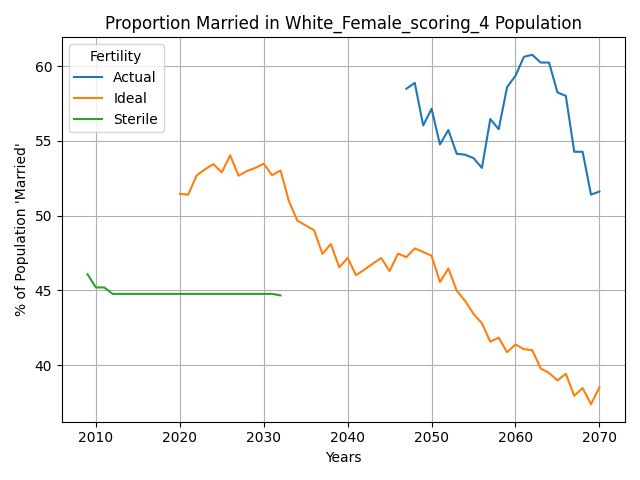 Proportion Married in White_Female_scoring_4 Population
Fertility
Actual
Ideal
Sterile
% of Population 'Married'
60
55
50
45
40
2010 2020 2030 2040 2050 2060 2070
Years